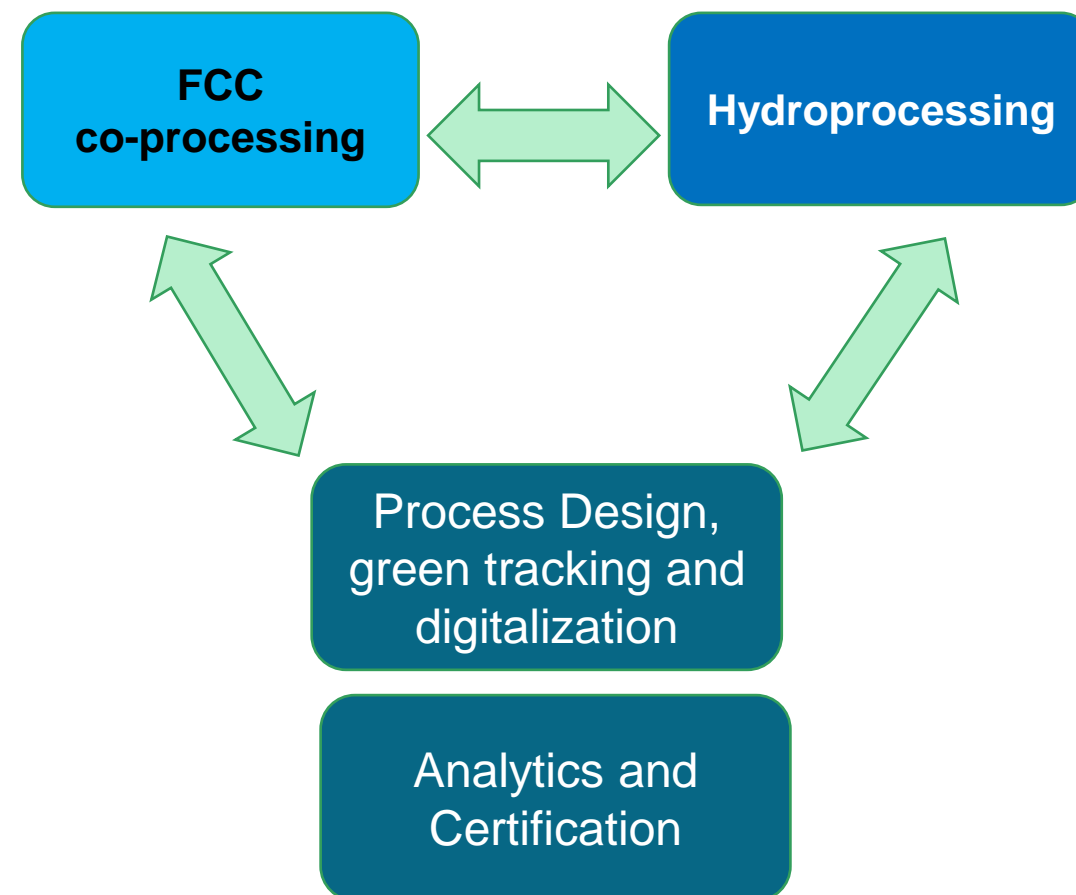 FCC
co-processing
Hydroprocessing
Process Design,
green tracking and
digitalization
Analytics and
Certification